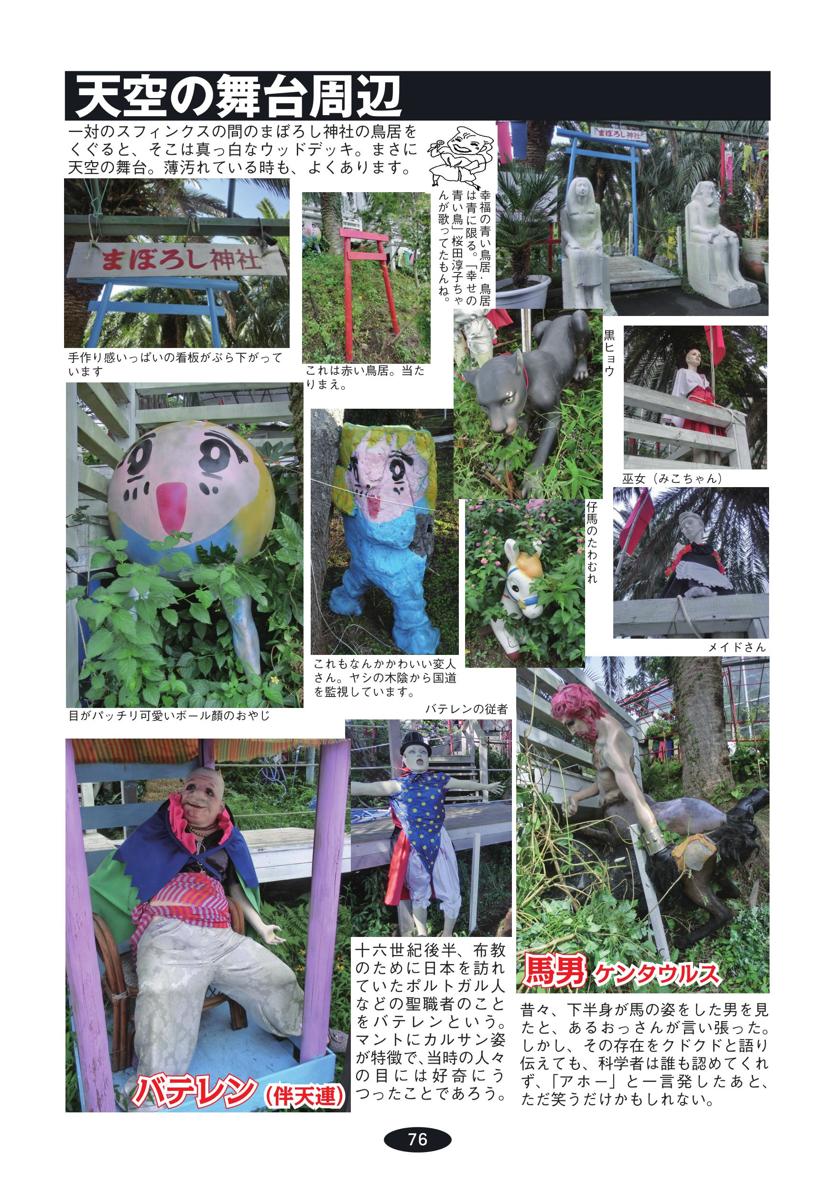 天空の舞台周辺
一対のスフィンクスの間のまぼろし神社の鳥居を
くぐると、そこは真っ白なウッドデッキ。まさに
天空の舞台。薄汚れている時も、よくあります。
まぼろし神社
まぼろし神社
幸福の青い鳥居・鳥居
は青に限る。「幸せの
青い鳥」桜田淳子ちゃ
んが歌ってたもんね。
手作り感いっぱいの看板がぶら下がって
います
これは赤い鳥居。当た
りまえ。
黒ヒョウ
巫女（みこちゃん）
仔馬のたわむれ
メイドさん
目がパッチリ可愛いボール顔のおやじ
これもなんかかわいい変人
さん。ヤシの木陰から国道
を監視しています。
バテレンの従者
バテレン（伴天連）
十六世紀後半、布教
のために日本を訪れ
ていたポルトガル人
などの聖職者のこと
をバテレンという。
マントにカルサン姿
が特徴で、当時の人々
の目には好奇にう
つったことであろう。
馬男 ケンタウルス
昔々、下半身が馬の姿をした男を見
たと、あるおっさんが言い張った。
しかし、その存在をクドクドと語り
伝えても、科学者は誰も認めてくれ
ず、「アホー」と一言発したあと、
ただ笑うだけかもしれない。
76